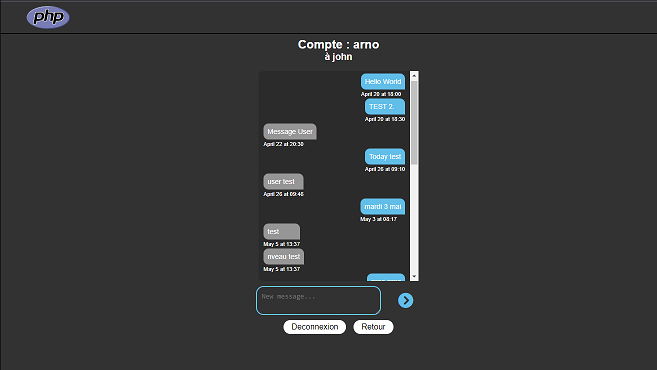 php
Compte : arno
à john
Hello World
April 20 at 18:00
TEST 2.
April 20 at 18:30
Message User
April 22 at 20:30
Today test
April 26 at 09:10
user test
April 26 at 09:46
mardi 3 mai
May 3 at 08:17
test
May 5 at 13:37
nveau test
May 5 at 13:37
New message...
Deconnexion
Retour